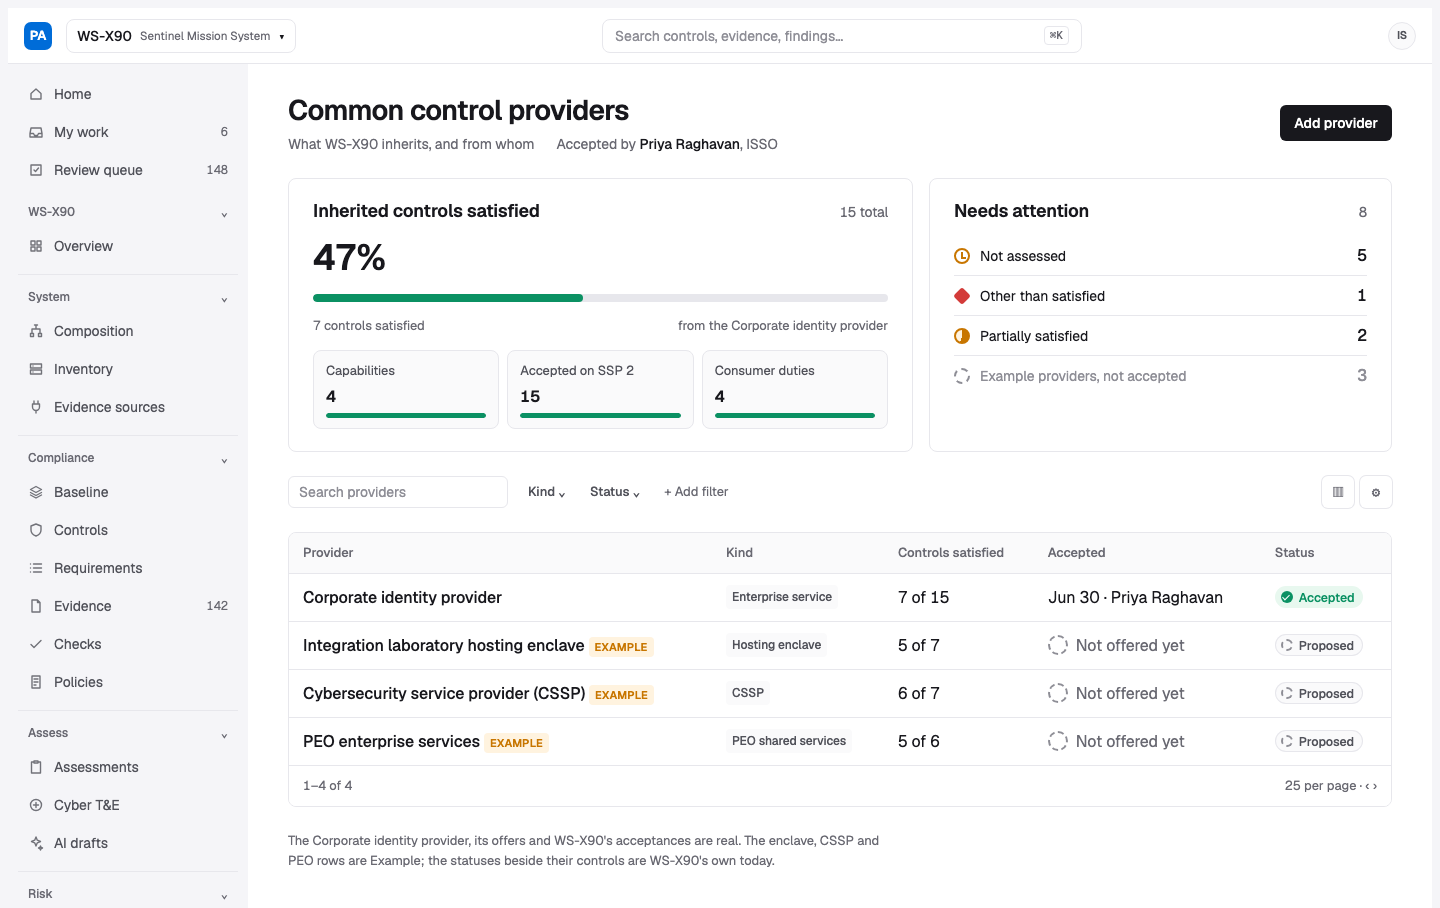 PA
WS-X90 Sentinel Mission System
Search controls, evidence, findings... ⌘K
IS
Home
My work 6
Review queue 148
WS-X90
Overview
System
Composition
Inventory
Evidence sources
Compliance
Baseline
Controls
Requirements
Evidence 142
Checks
Policies
Assess
Assessments
Cyber T&E
AI drafts
Risk
Common control providers
What WS-X90 inherits, and from whom Accepted by Priya Raghavan, ISSO
Add provider
Inherited controls satisfied 15 total
47%
7 controls satisfied from the Corporate identity provider
Capabilities
4
Accepted on SSP 2
15
Consumer duties
4
Needs attention 8
Not assessed 5
Other than satisfied 1
Partially satisfied 2
Example providers, not accepted 3
Search providers Kind Status + Add filter
Provider Kind Controls satisfied Accepted Status
Corporate identity provider Enterprise service 7 of 15 Jun 30 · Priya Raghavan Accepted
Integration laboratory hosting enclave EXAMPLE Hosting enclave 5 of 7 Not offered yet Proposed
Cybersecurity service provider (CSSP) EXAMPLE CSSP 6 of 7 Not offered yet Proposed
PEO enterprise services EXAMPLE PEO shared services 5 of 6 Not offered yet Proposed
1–4 of 4 25 per page · ‹ ›
The Corporate identity provider, its offers and WS-X90's acceptances are real. The enclave, CSSP and
PEO rows are Example; the statuses beside their controls are WS-X90's own today.